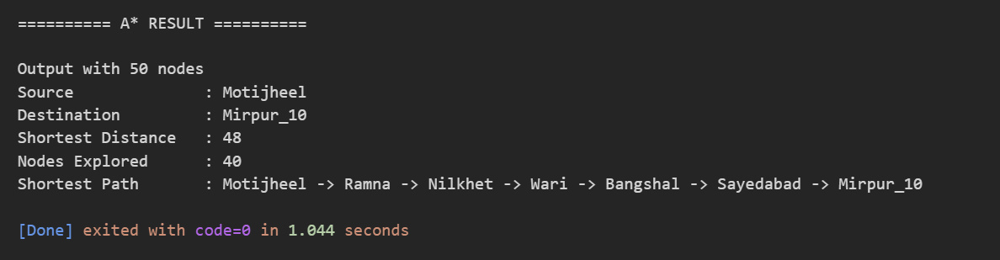 ========== A* RESULT ==========
Output with 50 nodes
Source : Motijheel
Destination : Mirpur_10
Shortest Distance : 48
Nodes Explored : 40
Shortest Path : Motijheel -> Ramna -> Nilkhet -> Wari -> Bangshal -> Sayedabad -> Mirpur_10
[Done] exited with code=0 in 1.044 seconds